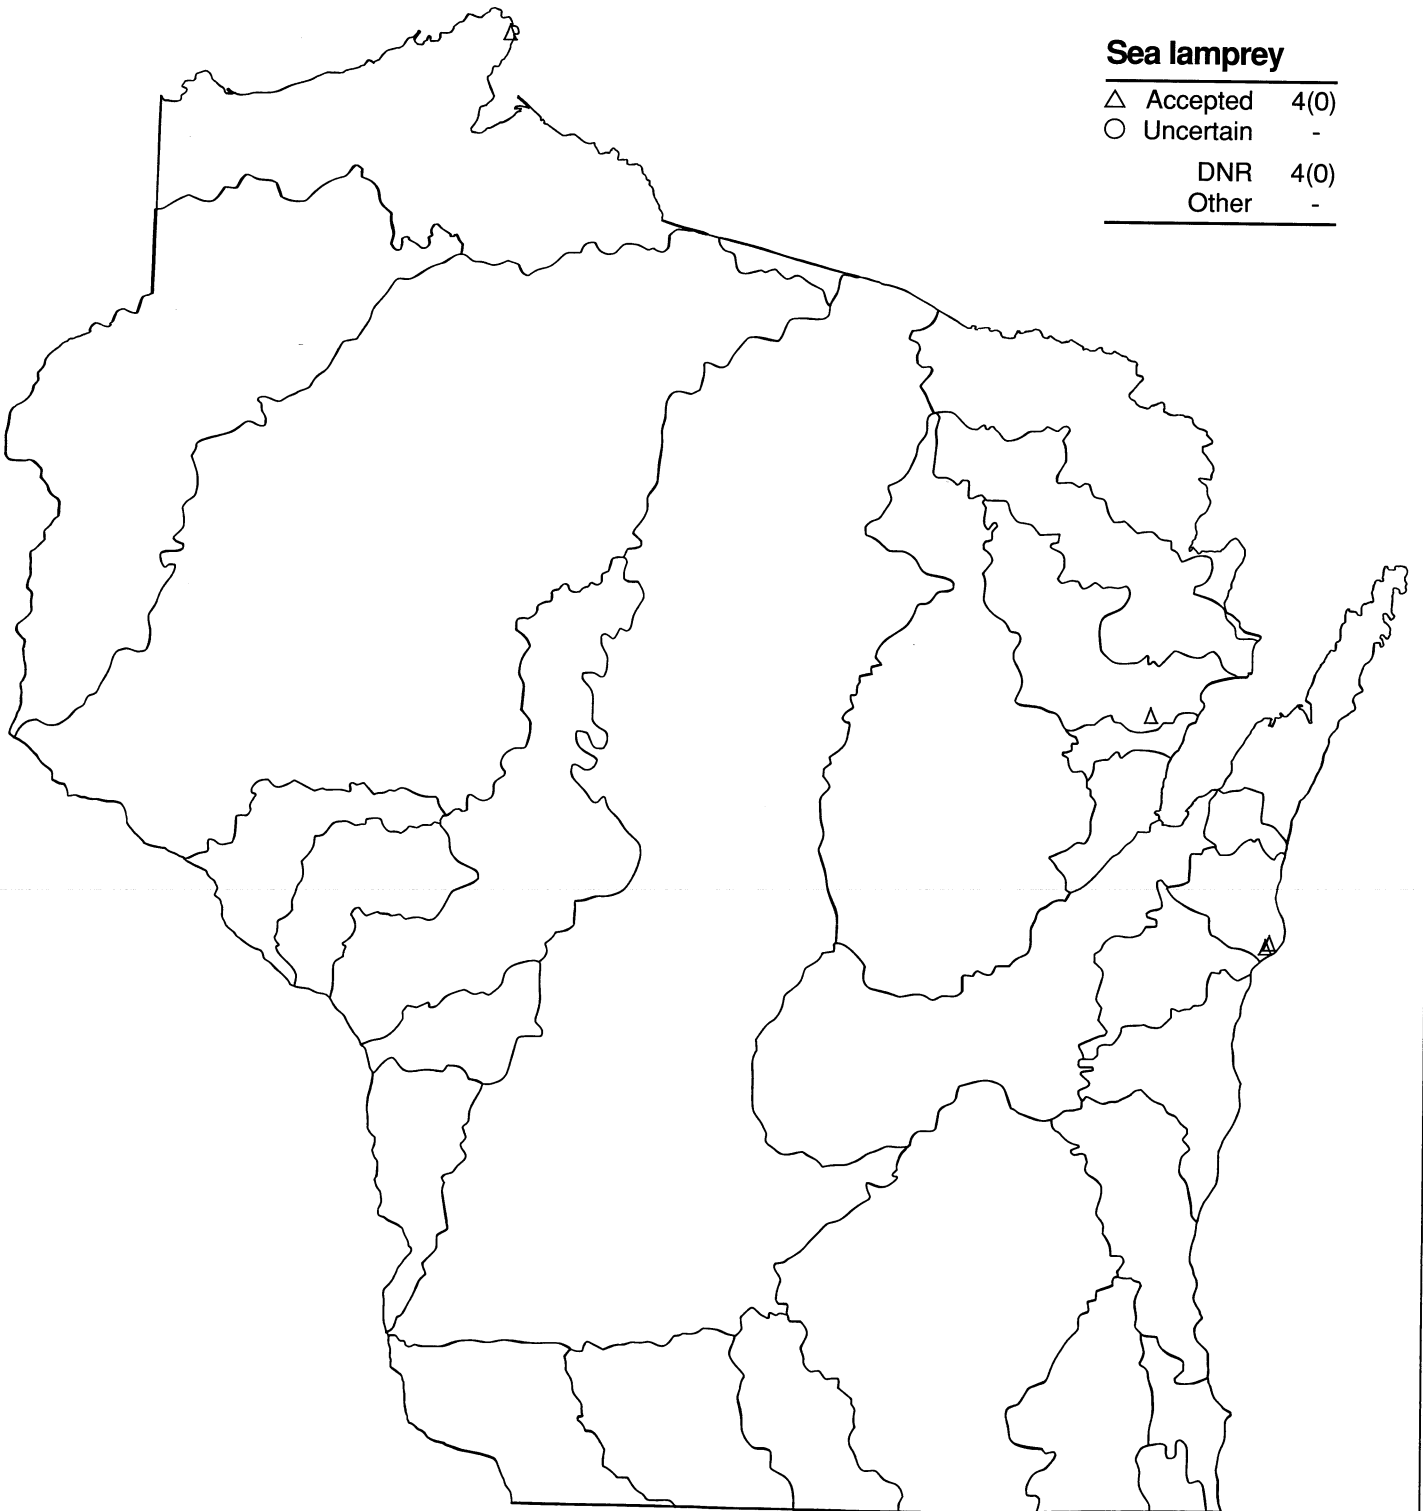 Sea lamprey
△ Accepted 4(0)
○ Uncertain -
DNR 4(0)
Other -